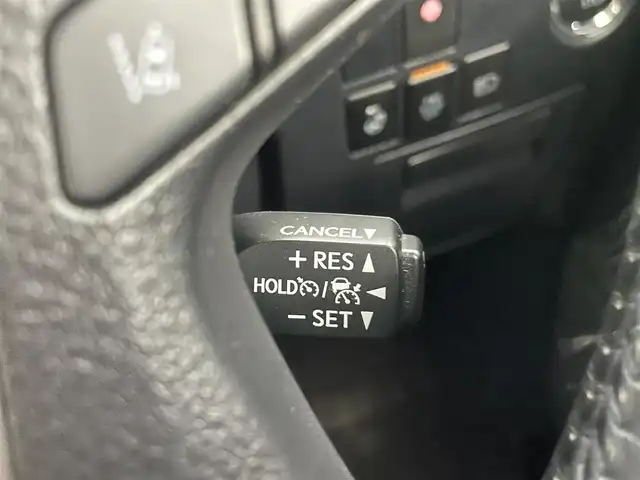 CANCEL▼
+ RES ▲
HOLD / ◄
− SET ▼